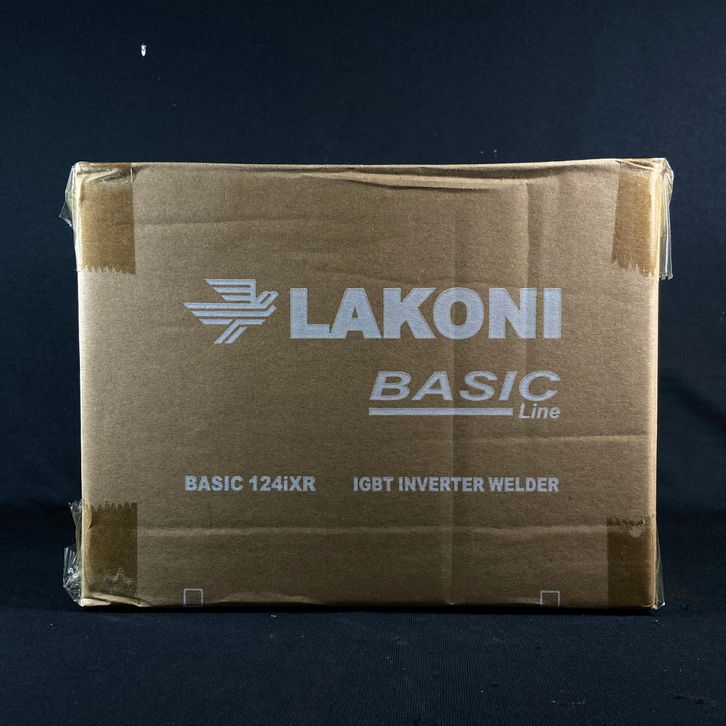 LAKONI
BASIC
Line
BASIC 124iXR IGBT INVERTER WELDER